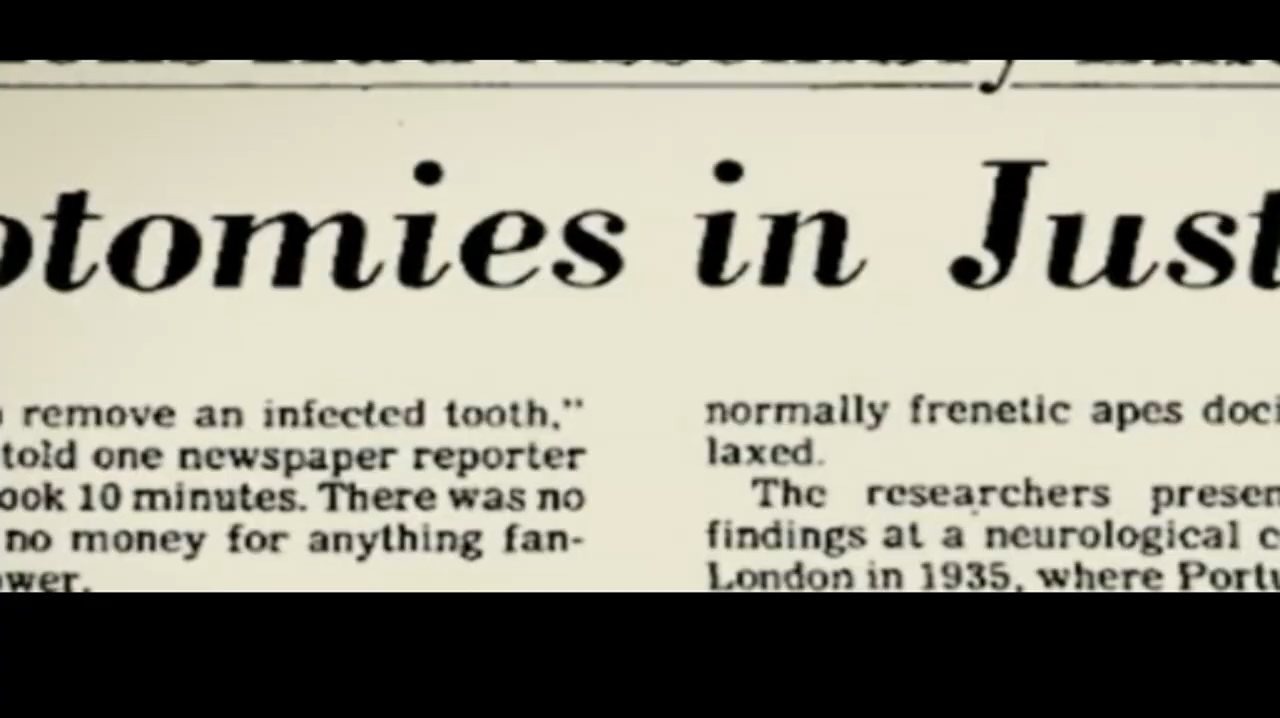 otomies in Just
remove an infected tooth,"
told one newspaper reporter
ook 10 minutes. There was no
no money for anything fan-
ower.
normally frenetic apes doci
laxed.
The researchers presen
findings at a neurological c
London in 1935, where Portu